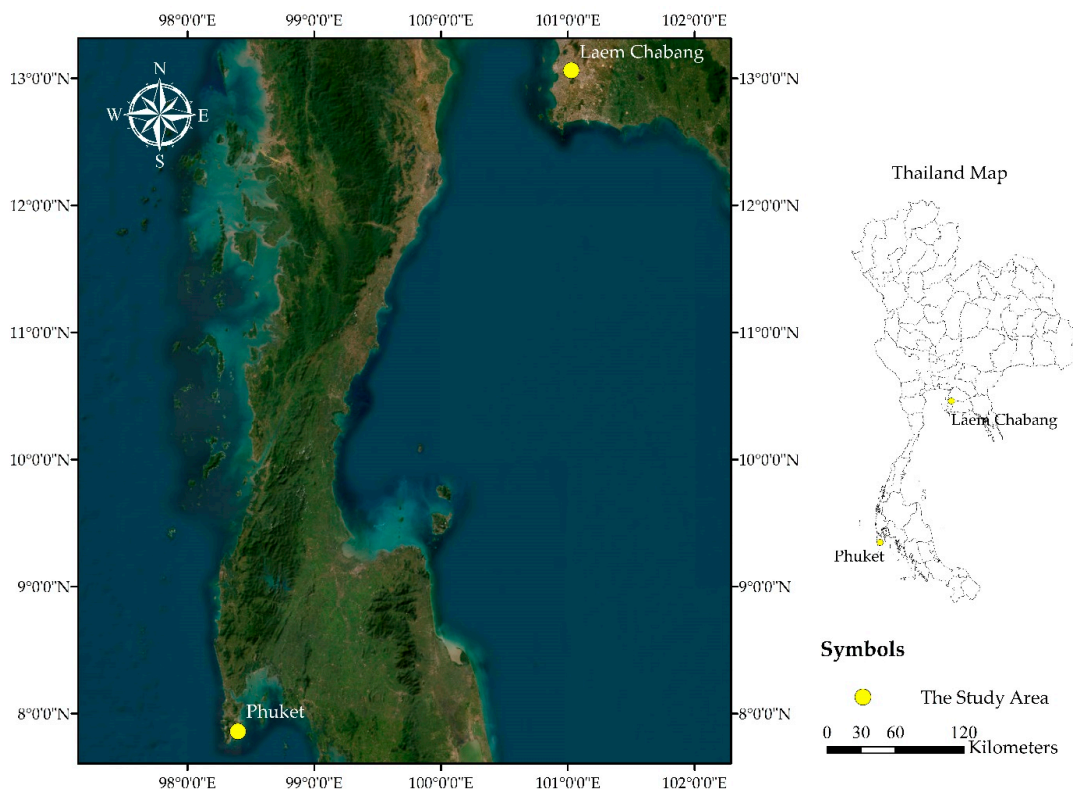 98°0'0"E 99°0'0"E 100°0'0"E 101°0'0"E 102°0'0"E
Laem Chabang
13°0'0"N 13°0'0"N
N
W E
S
Thailand Map
12°0'0"N 12°0'0"N
11°0'0"N 11°0'0"N
Laem Chabang
10°0'0"N 10°0'0"N
Phuket
9°0'0"N 9°0'0"N
Symbols
The Study Area
Phuket
8°0'0"N 8°0'0"N
0 30 60 120
Kilometers
98°0'0"E 99°0'0"E 100°0'0"E 101°0'0"E 102°0'0"E